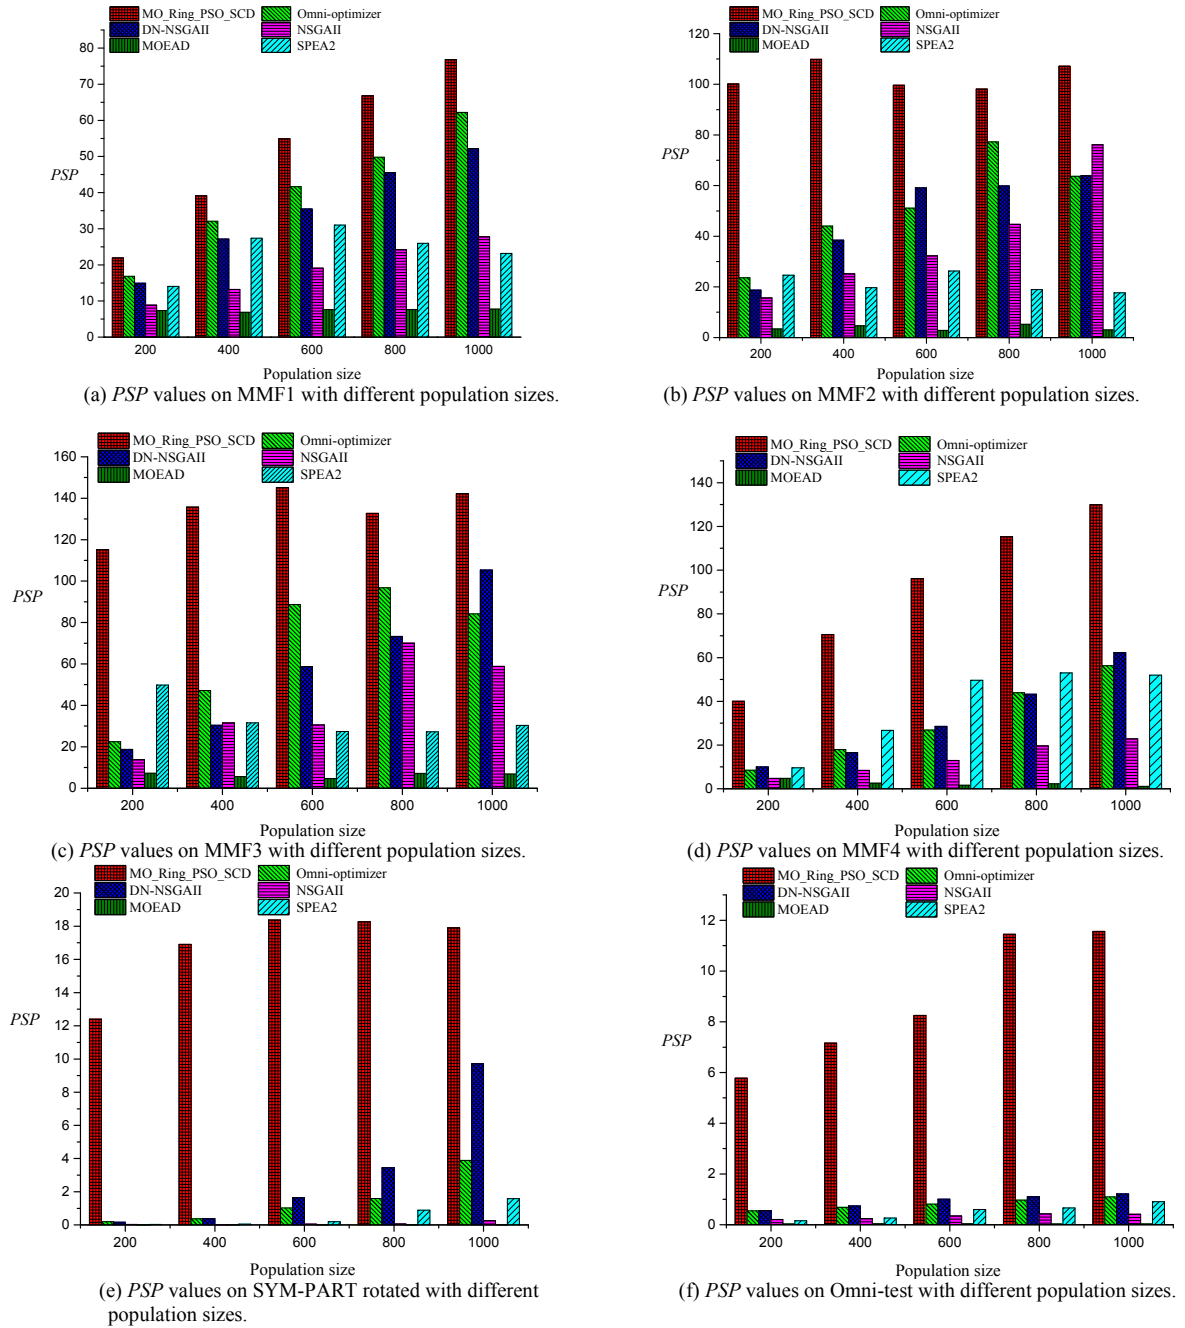 MO_Ring_PSO_SCD Omni-optimizer
DN-NSGAII NSGAII
MOEAD SPEA2
80
70
60
50
40
30
20
10
0
PSP
200 400 600 800 1000
Population size
(a) PSP values on MMF1 with different population sizes.
MO_Ring_PSO_SCD Omni-optimizer
DN-NSGAII NSGAII
MOEAD SPEA2
120
100
80
60
40
20
0
PSP
200 400 600 800 1000
Population size
(b) PSP values on MMF2 with different population sizes.
MO_Ring_PSO_SCD Omni-optimizer
DN-NSGAII NSGAII
MOEAD SPEA2
160
140
120
100
80
60
40
20
0
PSP
200 400 600 800 1000
Population size
(c) PSP values on MMF3 with different population sizes.
MO_Ring_PSO_SCD Omni-optimizer
DN-NSGAII NSGAII
MOEAD SPEA2
140
120
100
80
60
40
20
0
PSP
200 400 600 800 1000
Population size
(d) PSP values on MMF4 with different population sizes.
MO_Ring_PSO_SCD Omni-optimizer
DN-NSGAII NSGAII
MOEAD SPEA2
20
18
16
14
12
10
8
6
4
2
0
PSP
200 400 600 800 1000
Population size
(e) PSP values on SYM-PART rotated with different
population sizes.
MO_Ring_PSO_SCD Omni-optimizer
DN-NSGAII NSGAII
MOEAD SPEA2
12
10
8
6
4
2
0
PSP
200 400 600 800 1000
Population size
(f) PSP values on Omni-test with different population sizes.